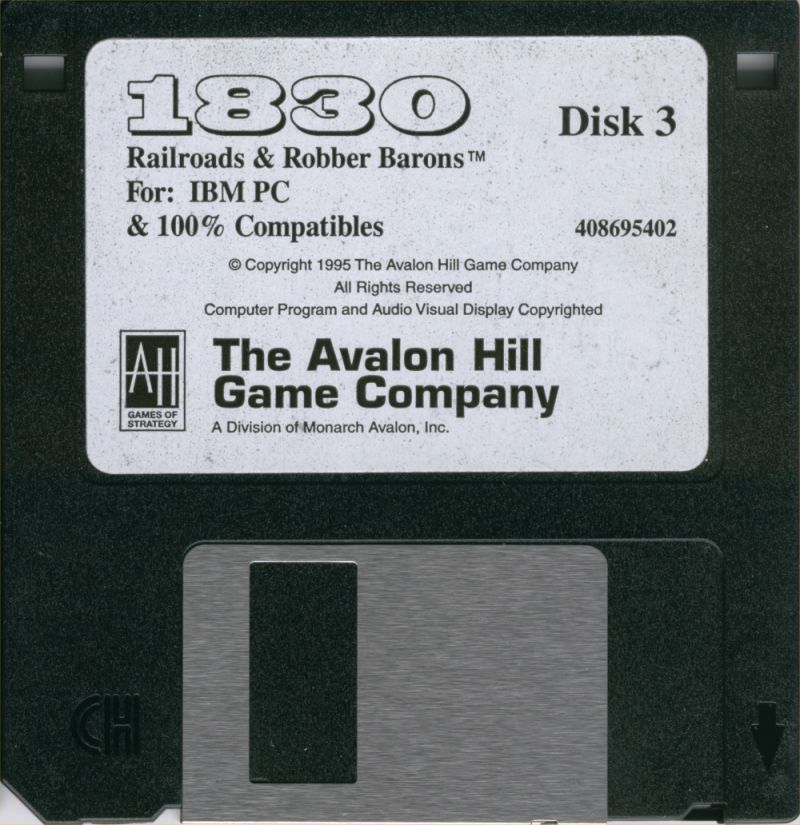 1830
Disk 3
Railroads & Robber Barons™
For: IBM PC
& 100% Compatibles
408695402
© Copyright 1995 The Avalon Hill Game Company
All Rights Reserved
Computer Program and Audio Visual Display Copyrighted
AH
GAMES OF
STRATEGY
The Avalon Hill
Game Company
A Division of Monarch Avalon, Inc.
CH